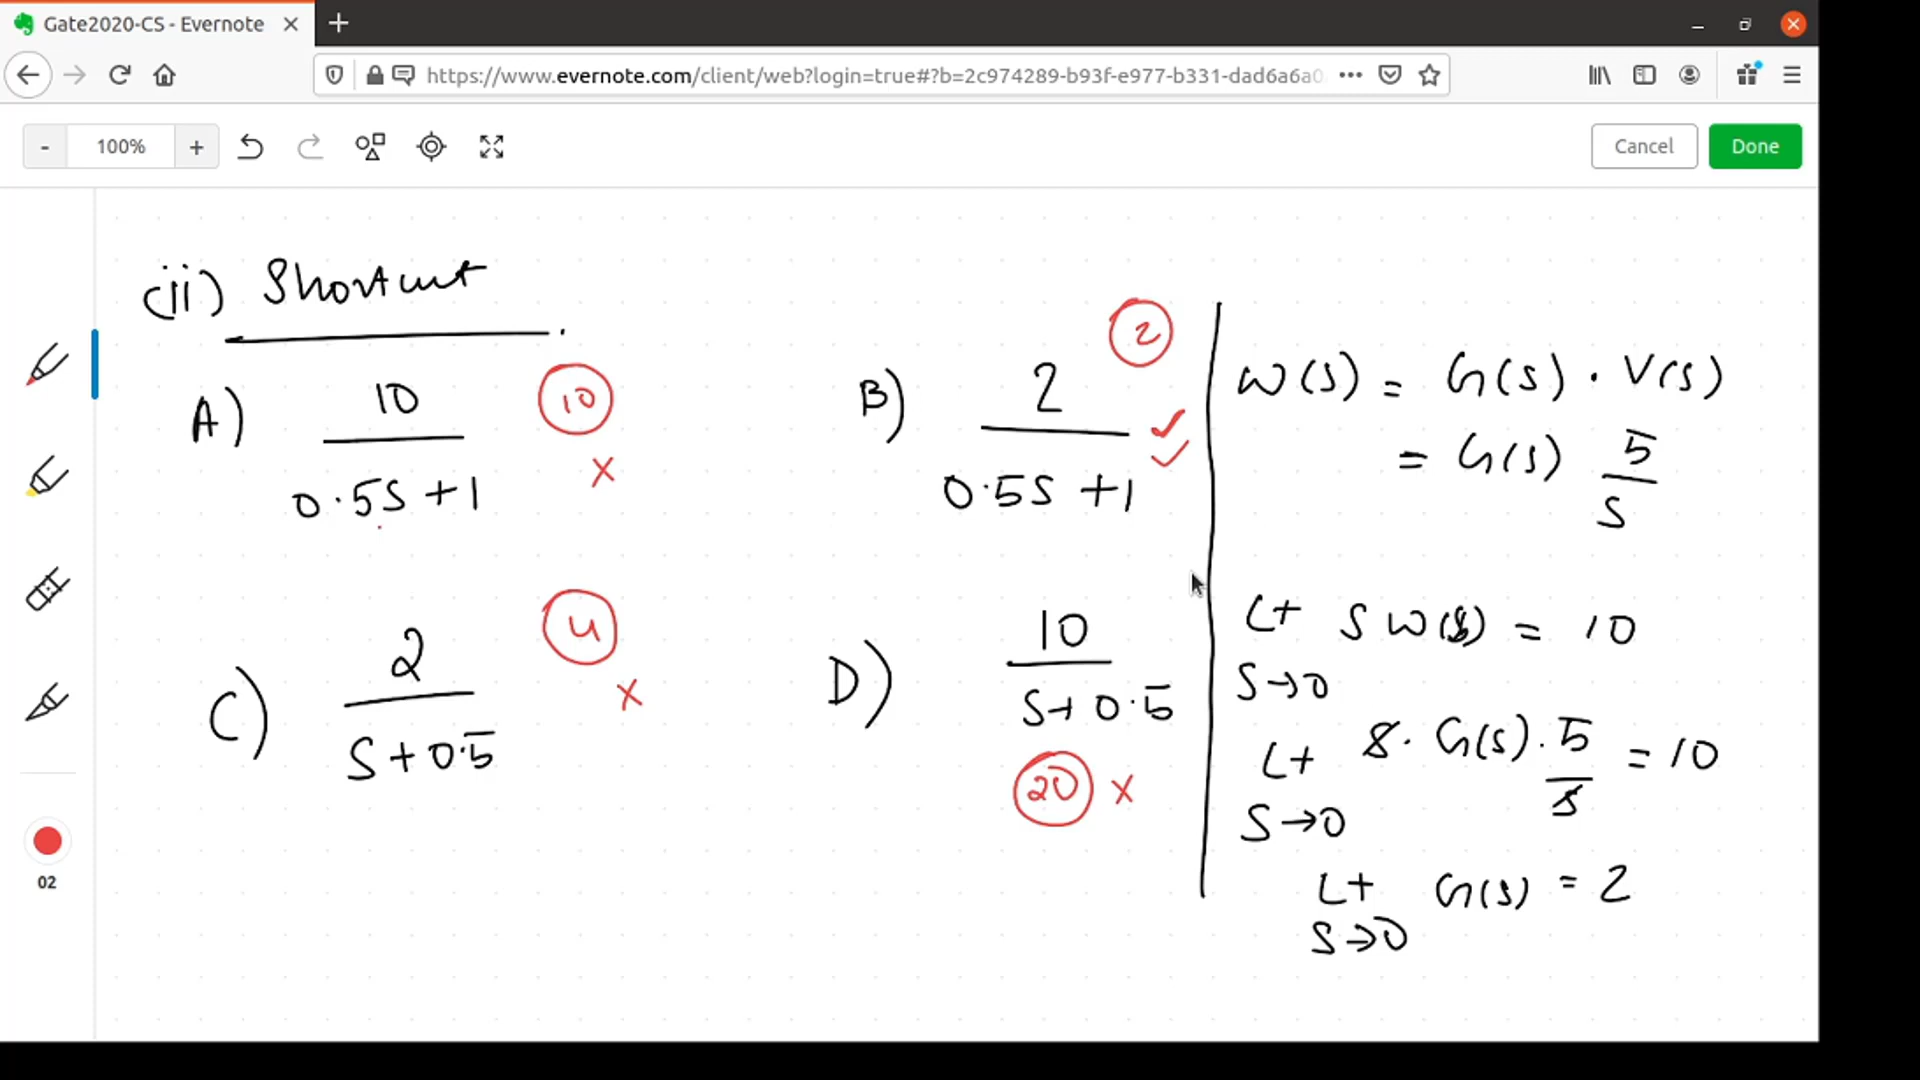 Gate2020-CS - Evernote
https://www.evernote.com/client/web?login=true#?b=2c974289-b93f-e977-b331-dad6a6a0
- 100% +
Cancel Done
(ii) Shortcut
A) 10 / 0.5S + 1 10 x
B) 2 / 0.5S + 1 2 ✓✓
C) 2 / S + 0.5 4 x
D) 10 / S + 0.5 20 x
W(S) = G(S) . V(S)
= G(S) 5 / S
Lt S W(S) = 10
S→0
Lt S . G(S) . 5 / S = 10
S→0
Lt G(S) = 2
S→0
02